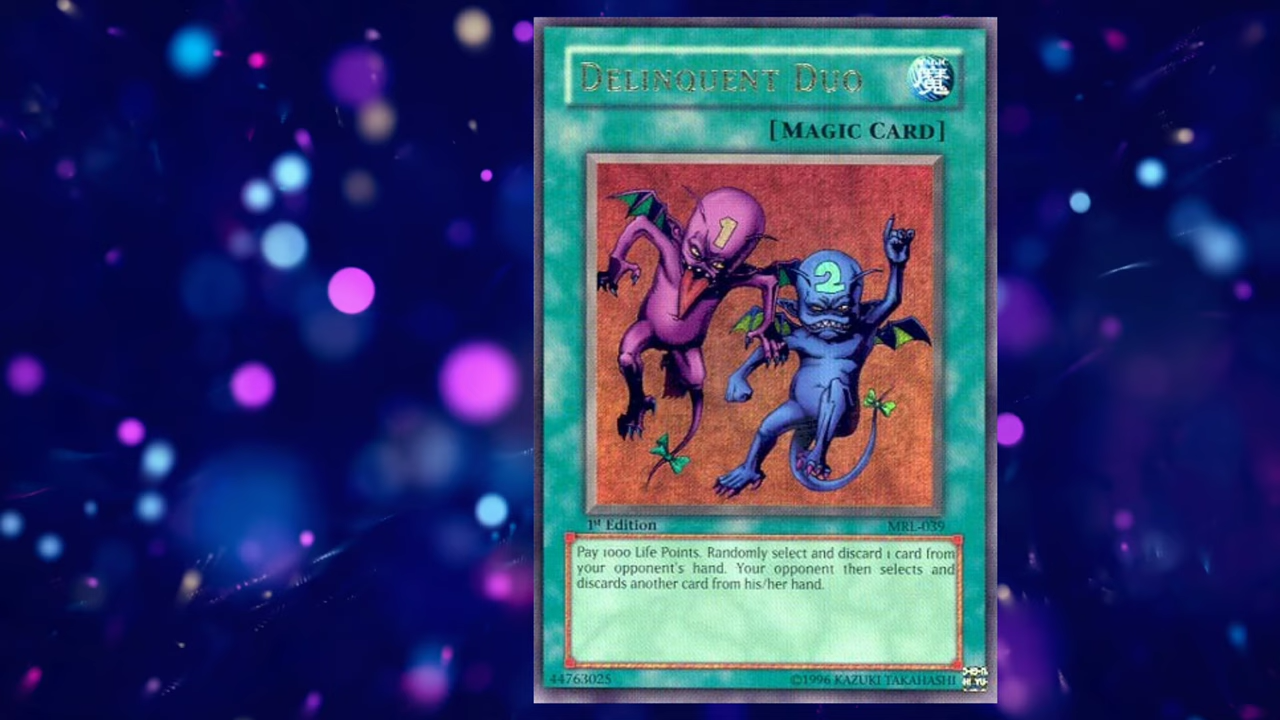 DELINQUENT DUO
MAGIC
魔
[MAGIC CARD]
1
2
1st Edition
MRL-039
Pay 1000 Life Points. Randomly select and discard 1 card from
your opponent's hand. Your opponent then selects and
discards another card from his/her hand.
44763025
©1996 KAZUKI TAKAHASHI